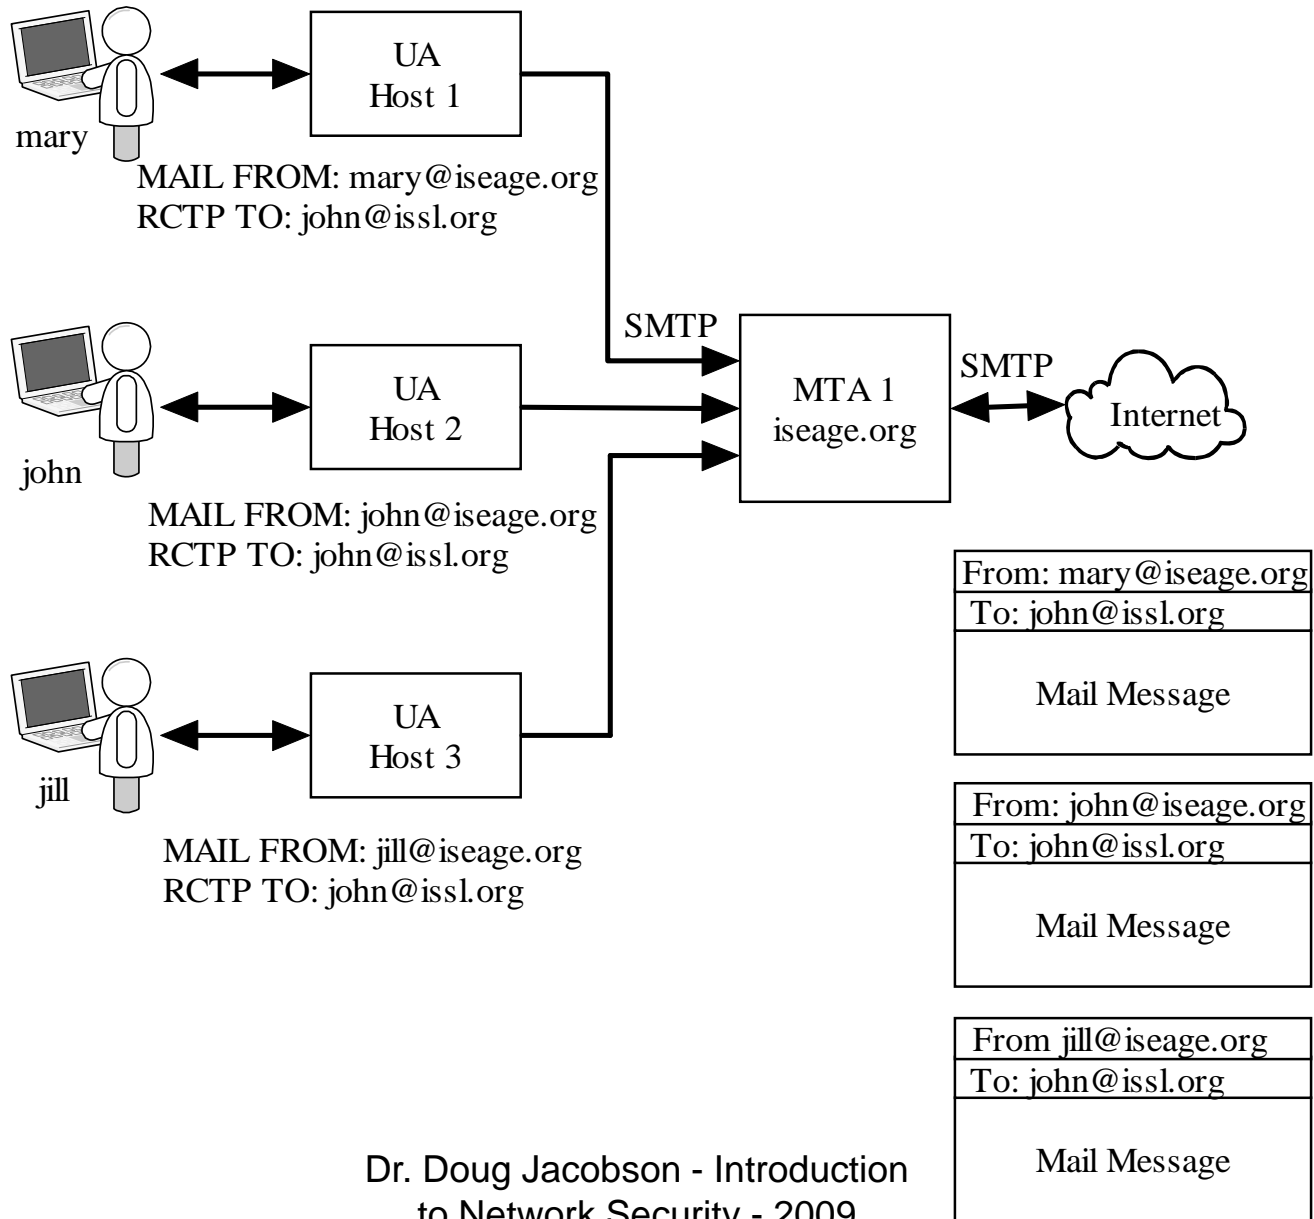 UA
Host 1
mary
MAIL FROM: mary@iseage.org
RCTP TO: john@issl.org
SMTP
UA
Host 2
MTA 1
iseage.org
SMTP
Internet
john
MAIL FROM: john@iseage.org
RCTP TO: john@issl.org
From: mary@iseage.org
To: john@issl.org
Mail Message
UA
Host 3
jill
MAIL FROM: jill@iseage.org
RCTP TO: john@issl.org
From: john@iseage.org
To: john@issl.org
Mail Message
From jill@iseage.org
To: john@issl.org
Mail Message
Dr. Doug Jacobson - Introduction
to Network Security - 2009